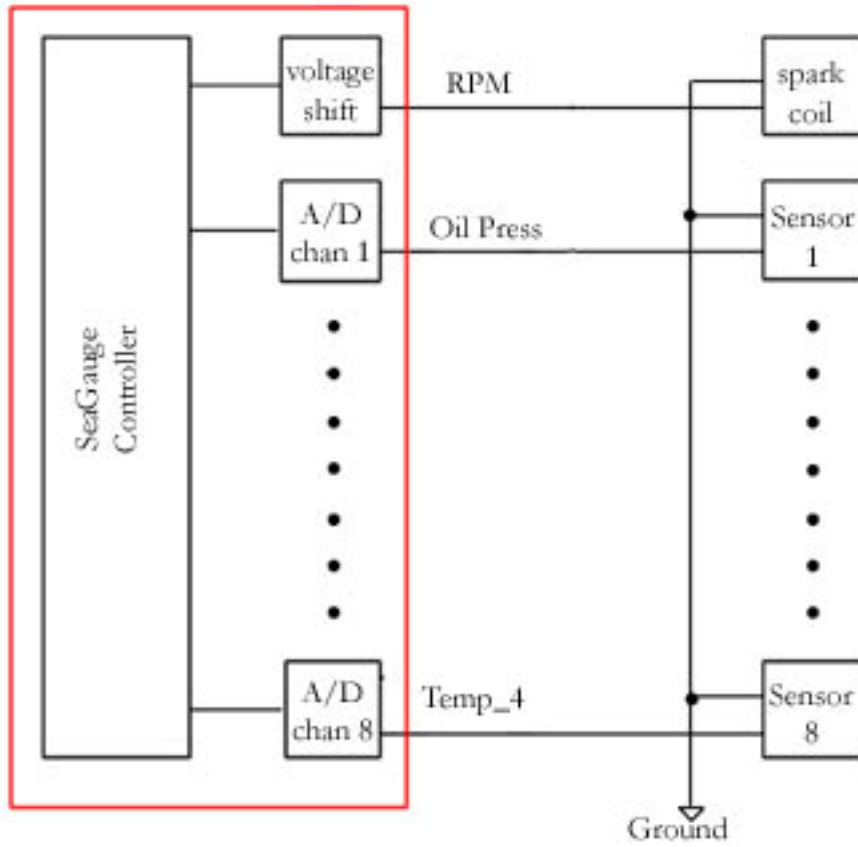 voltage
shift
RPM
spark
coil
A/D
chan 1
Oil Press
Sensor
1
SeaGauge
Controller
A/D
chan 8
Temp_4
Sensor
8
Ground